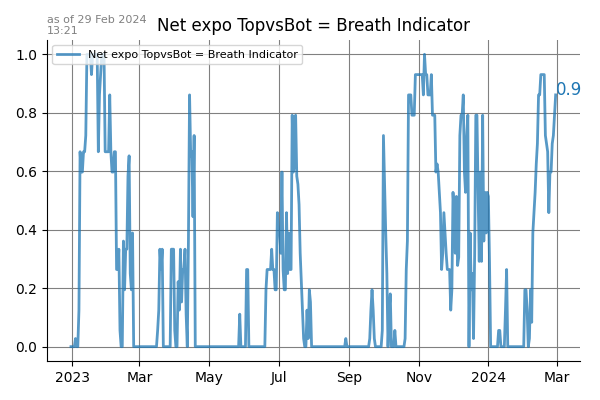 as of 29 Feb 2024
13:21
Net expo TopvsBot = Breath Indicator
Net expo TopvsBot = Breath Indicator
1.0
0.8
0.6
0.4
0.2
0.0
0.9
2023 Mar May Jul Sep Nov 2024 Mar